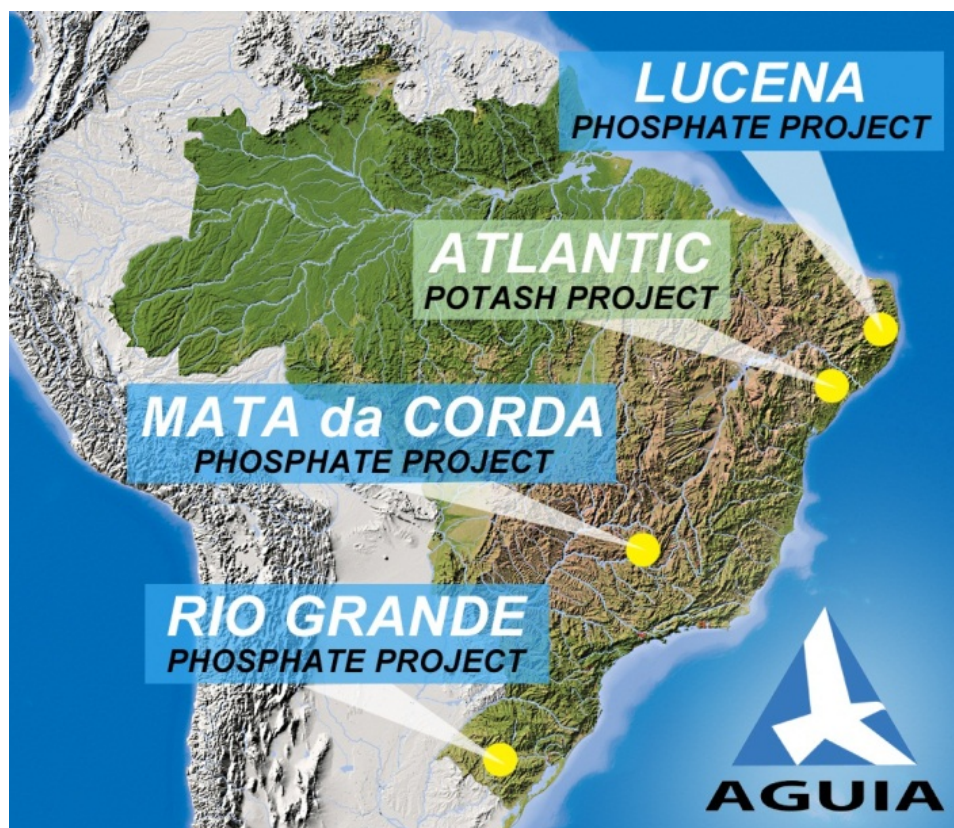 LUCENA
PHOSPHATE PROJECT
ATLANTIC
POTASH PROJECT
MATA da CORDA
PHOSPHATE PROJECT
RIO GRANDE
PHOSPHATE PROJECT
AGUIA